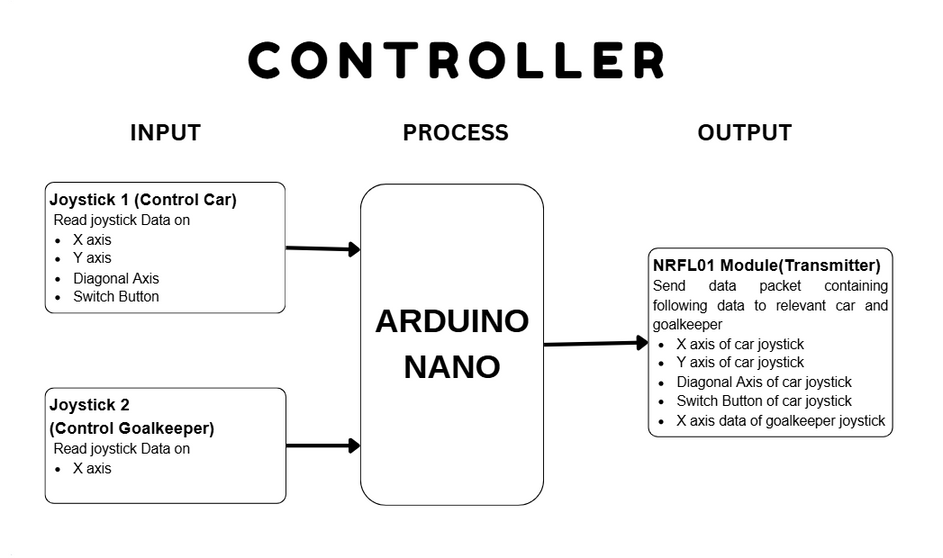 CONTROLLER
INPUT
PROCESS
OUTPUT
Joystick 1 (Control Car)
Read joystick Data on
• X axis
• Y axis
• Diagonal Axis
• Switch Button
Joystick 2
(Control Goalkeeper)
Read joystick Data on
• X axis
ARDUINO
NANO
NRFL01 Module(Transmitter)
Send data packet containing
following data to relevant car and
goalkeeper
• X axis of car joystick
• Y axis of car joystick
• Diagonal Axis of car joystick
• Switch Button of car joystick
• X axis data of goalkeeper joystick